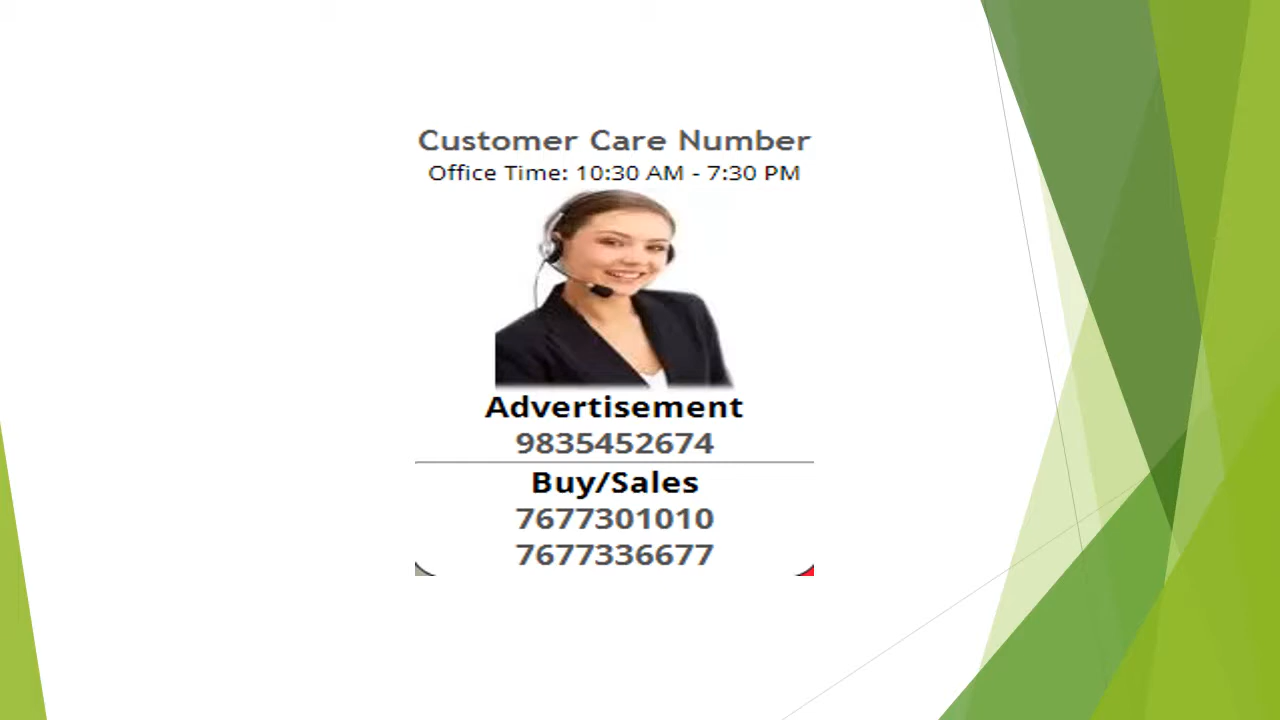 Customer Care Number
Office Time: 10:30 AM - 7:30 PM
Advertisement
9835452674
Buy/Sales
7677301010
7677336677